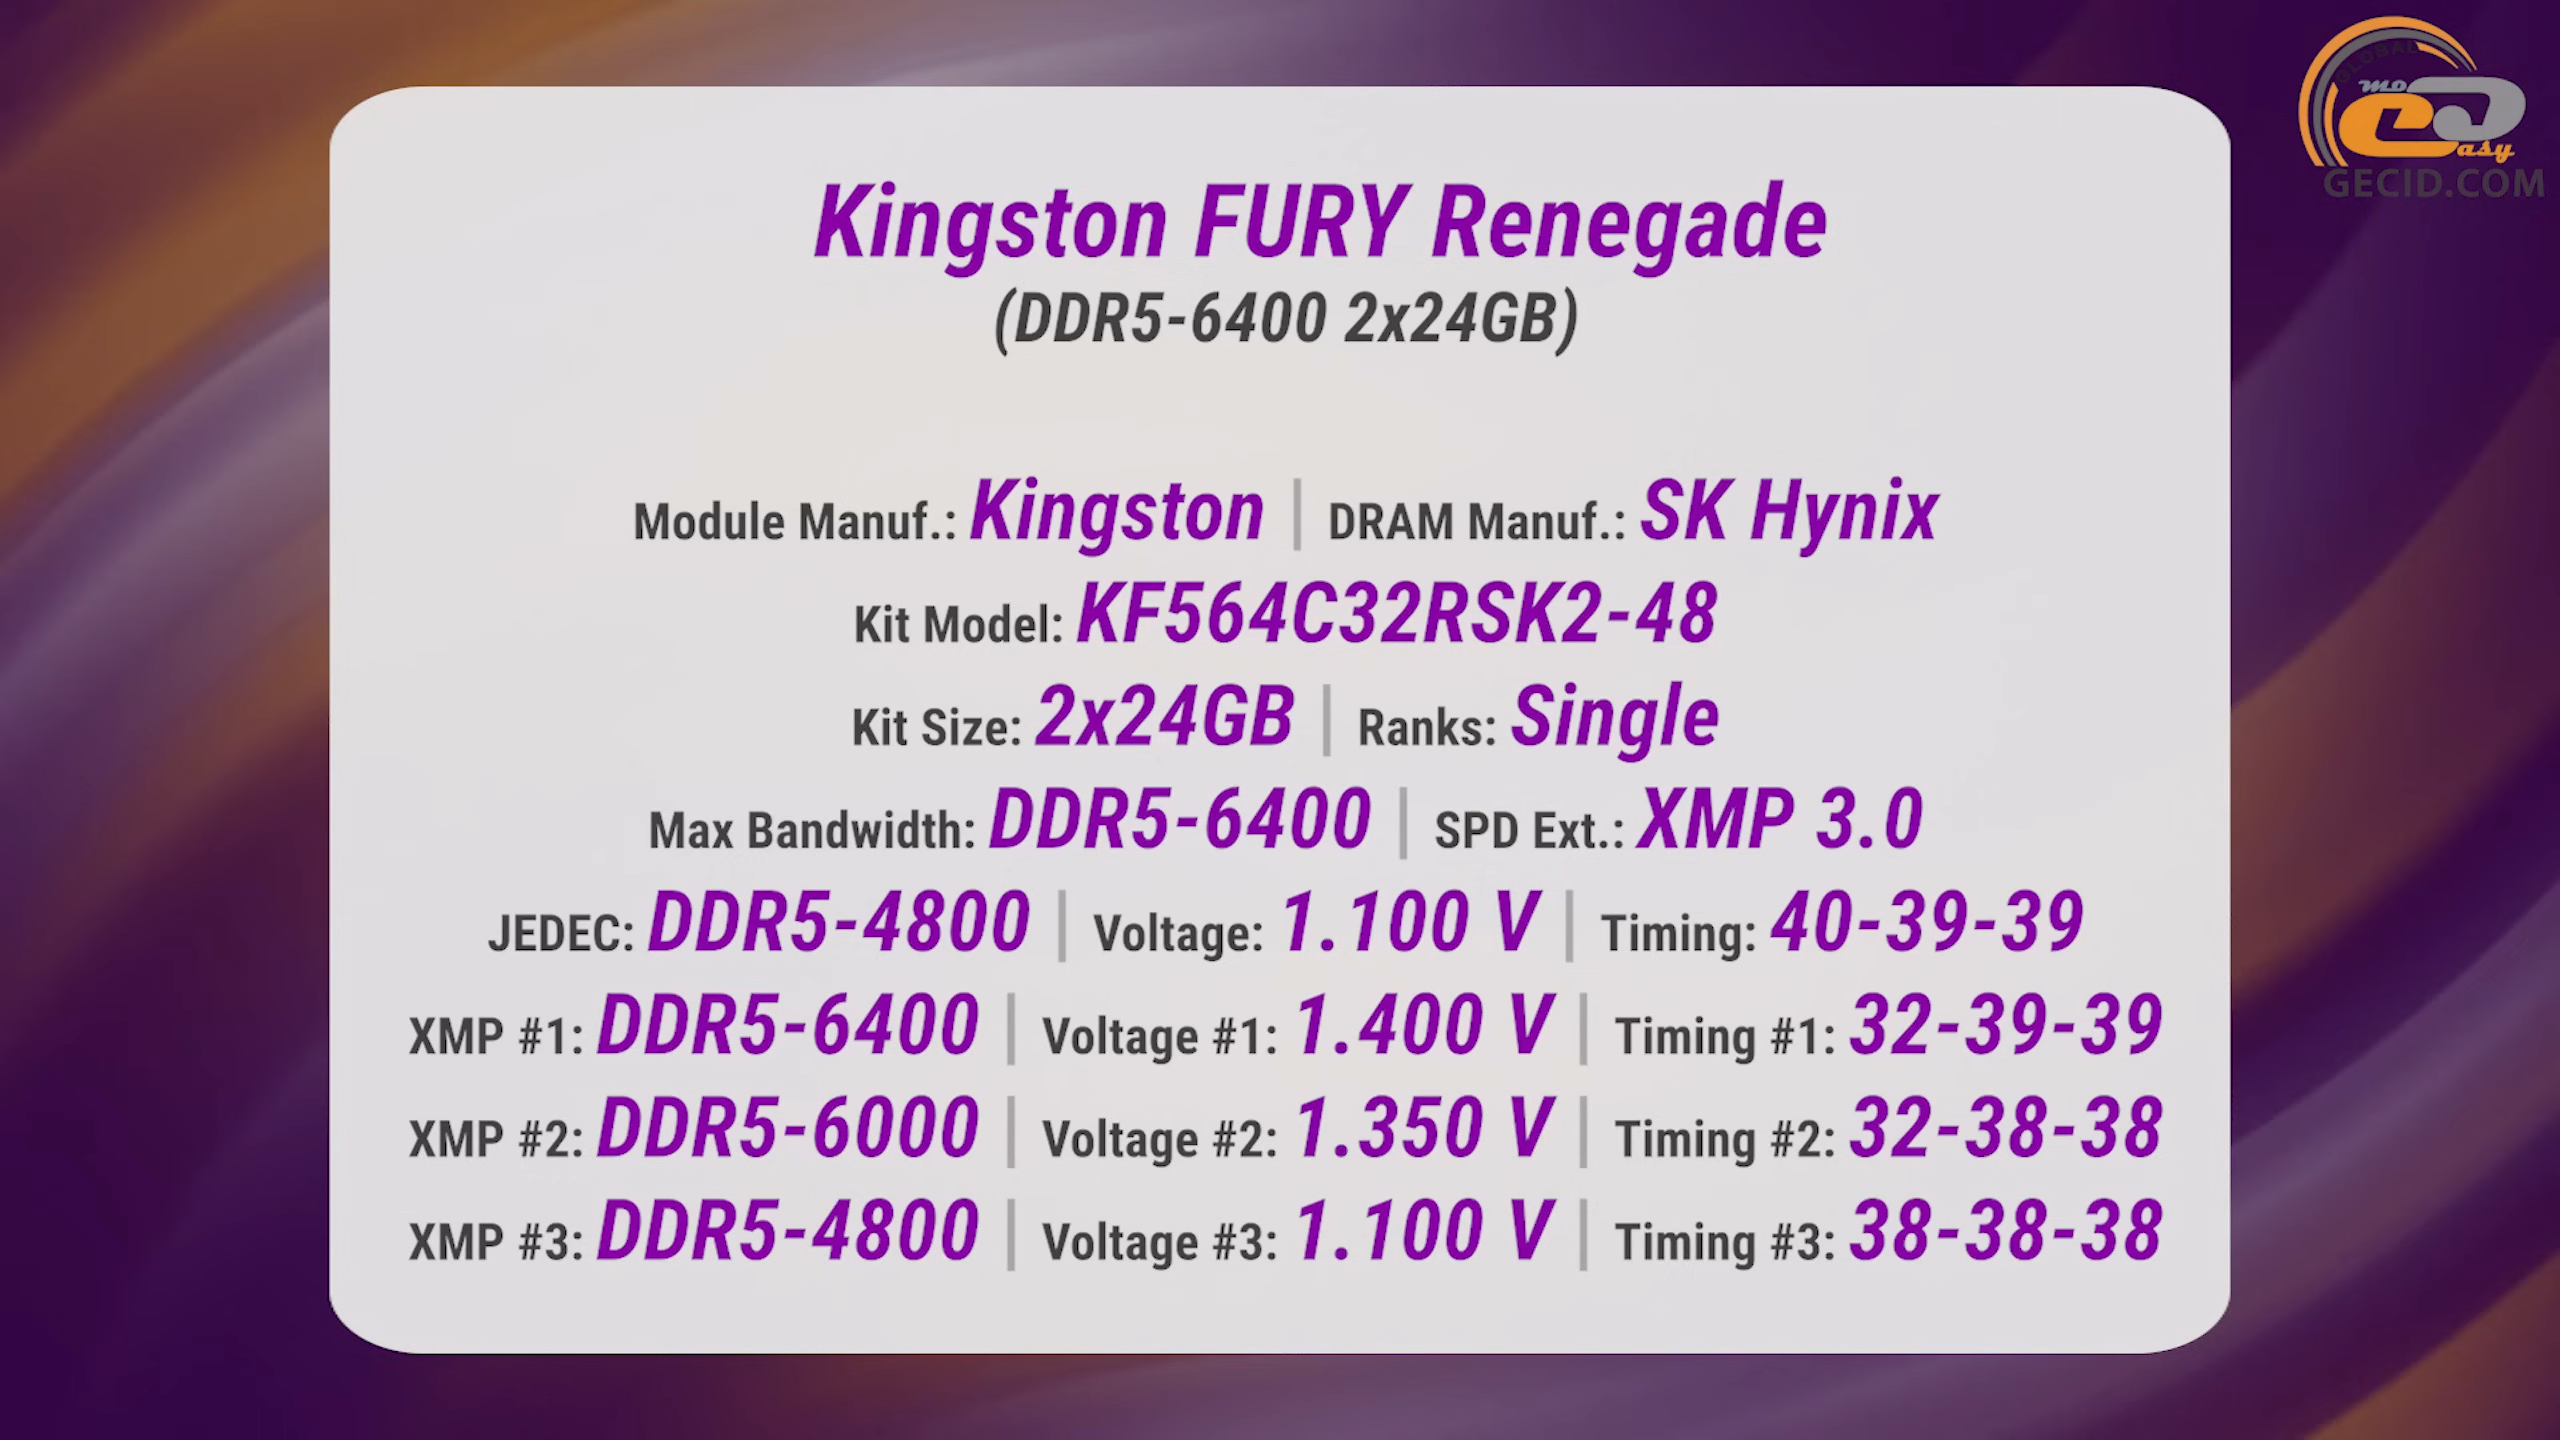 GLOBAL
MO
easy
GECID.COM
Kingston FURY Renegade
(DDR5-6400 2x24GB)
Module Manuf.: Kingston | DRAM Manuf.: SK Hynix
Kit Model: KF564C32RSK2-48
Kit Size: 2x24GB | Ranks: Single
Max Bandwidth: DDR5-6400 | SPD Ext.: XMP 3.0
JEDEC: DDR5-4800 | Voltage: 1.100 V | Timing: 40-39-39
XMP #1: DDR5-6400 | Voltage #1: 1.400 V | Timing #1: 32-39-39
XMP #2: DDR5-6000 | Voltage #2: 1.350 V | Timing #2: 32-38-38
XMP #3: DDR5-4800 | Voltage #3: 1.100 V | Timing #3: 38-38-38